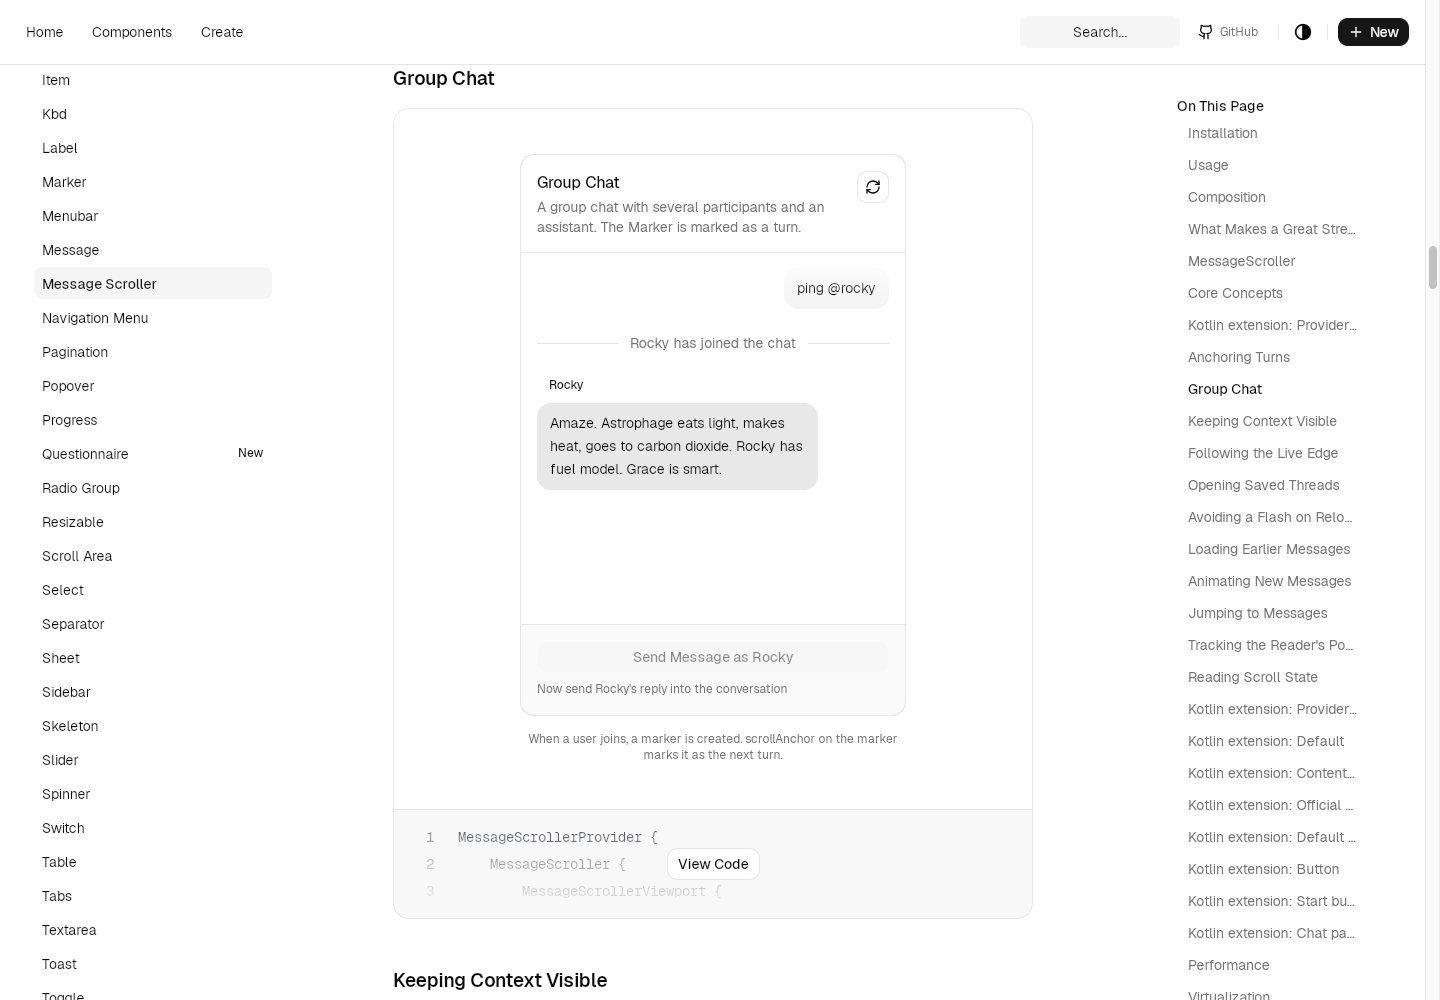 Home
Components
Create
Search...
GitHub
New
Item
Kbd
Label
Marker
Menubar
Message
Message Scroller
Navigation Menu
Pagination
Popover
Progress
Questionnaire
New
Radio Group
Resizable
Scroll Area
Select
Separator
Sheet
Sidebar
Skeleton
Slider
Spinner
Switch
Table
Tabs
Textarea
Toast
Toggle
Group Chat
Group Chat
A group chat with several participants and an
assistant. The Marker is marked as a turn.
ping @rocky
Rocky has joined the chat
Rocky
Amaze. Astrophage eats light, makes
heat, goes to carbon dioxide. Rocky has
fuel model. Grace is smart.
Send Message as Rocky
Now send Rocky's reply into the conversation
When a user joins, a marker is created. scrollAnchor on the marker
marks it as the next turn.
1 MessageScrollerProvider {
2 MessageScroller {
3 MessageScrollerViewport {
View Code
Keeping Context Visible
On This Page
Installation
Usage
Composition
What Makes a Great Stre...
MessageScroller
Core Concepts
Kotlin extension: Provider...
Anchoring Turns
Group Chat
Keeping Context Visible
Following the Live Edge
Opening Saved Threads
Avoiding a Flash on Relo...
Loading Earlier Messages
Animating New Messages
Jumping to Messages
Tracking the Reader's Po...
Reading Scroll State
Kotlin extension: Provider...
Kotlin extension: Default
Kotlin extension: Content...
Kotlin extension: Official ...
Kotlin extension: Default ...
Kotlin extension: Button
Kotlin extension: Start bu...
Kotlin extension: Chat pa...
Performance
Virtualization